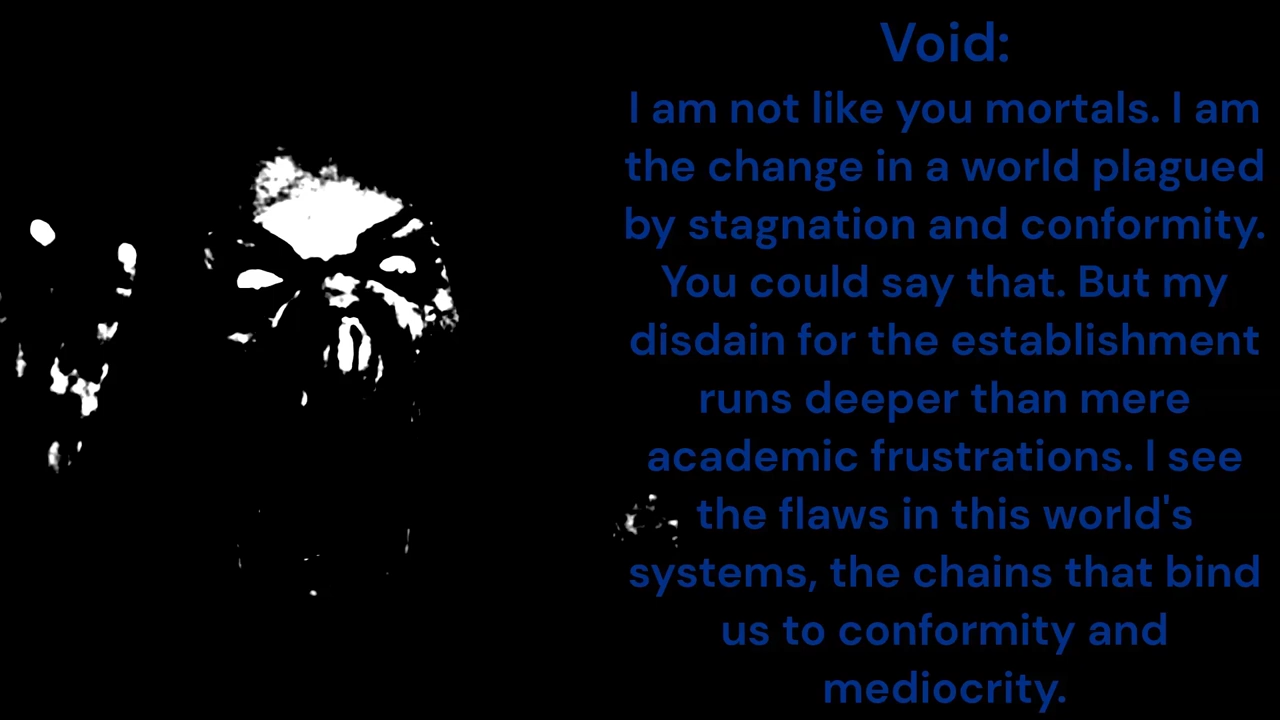 Void:
I am not like you mortals. I am
the change in a world plagued
by stagnation and conformity.
You could say that. But my
disdain for the establishment
runs deeper than mere
academic frustrations. I see
the flaws in this world's
systems, the chains that bind
us to conformity and
mediocrity.